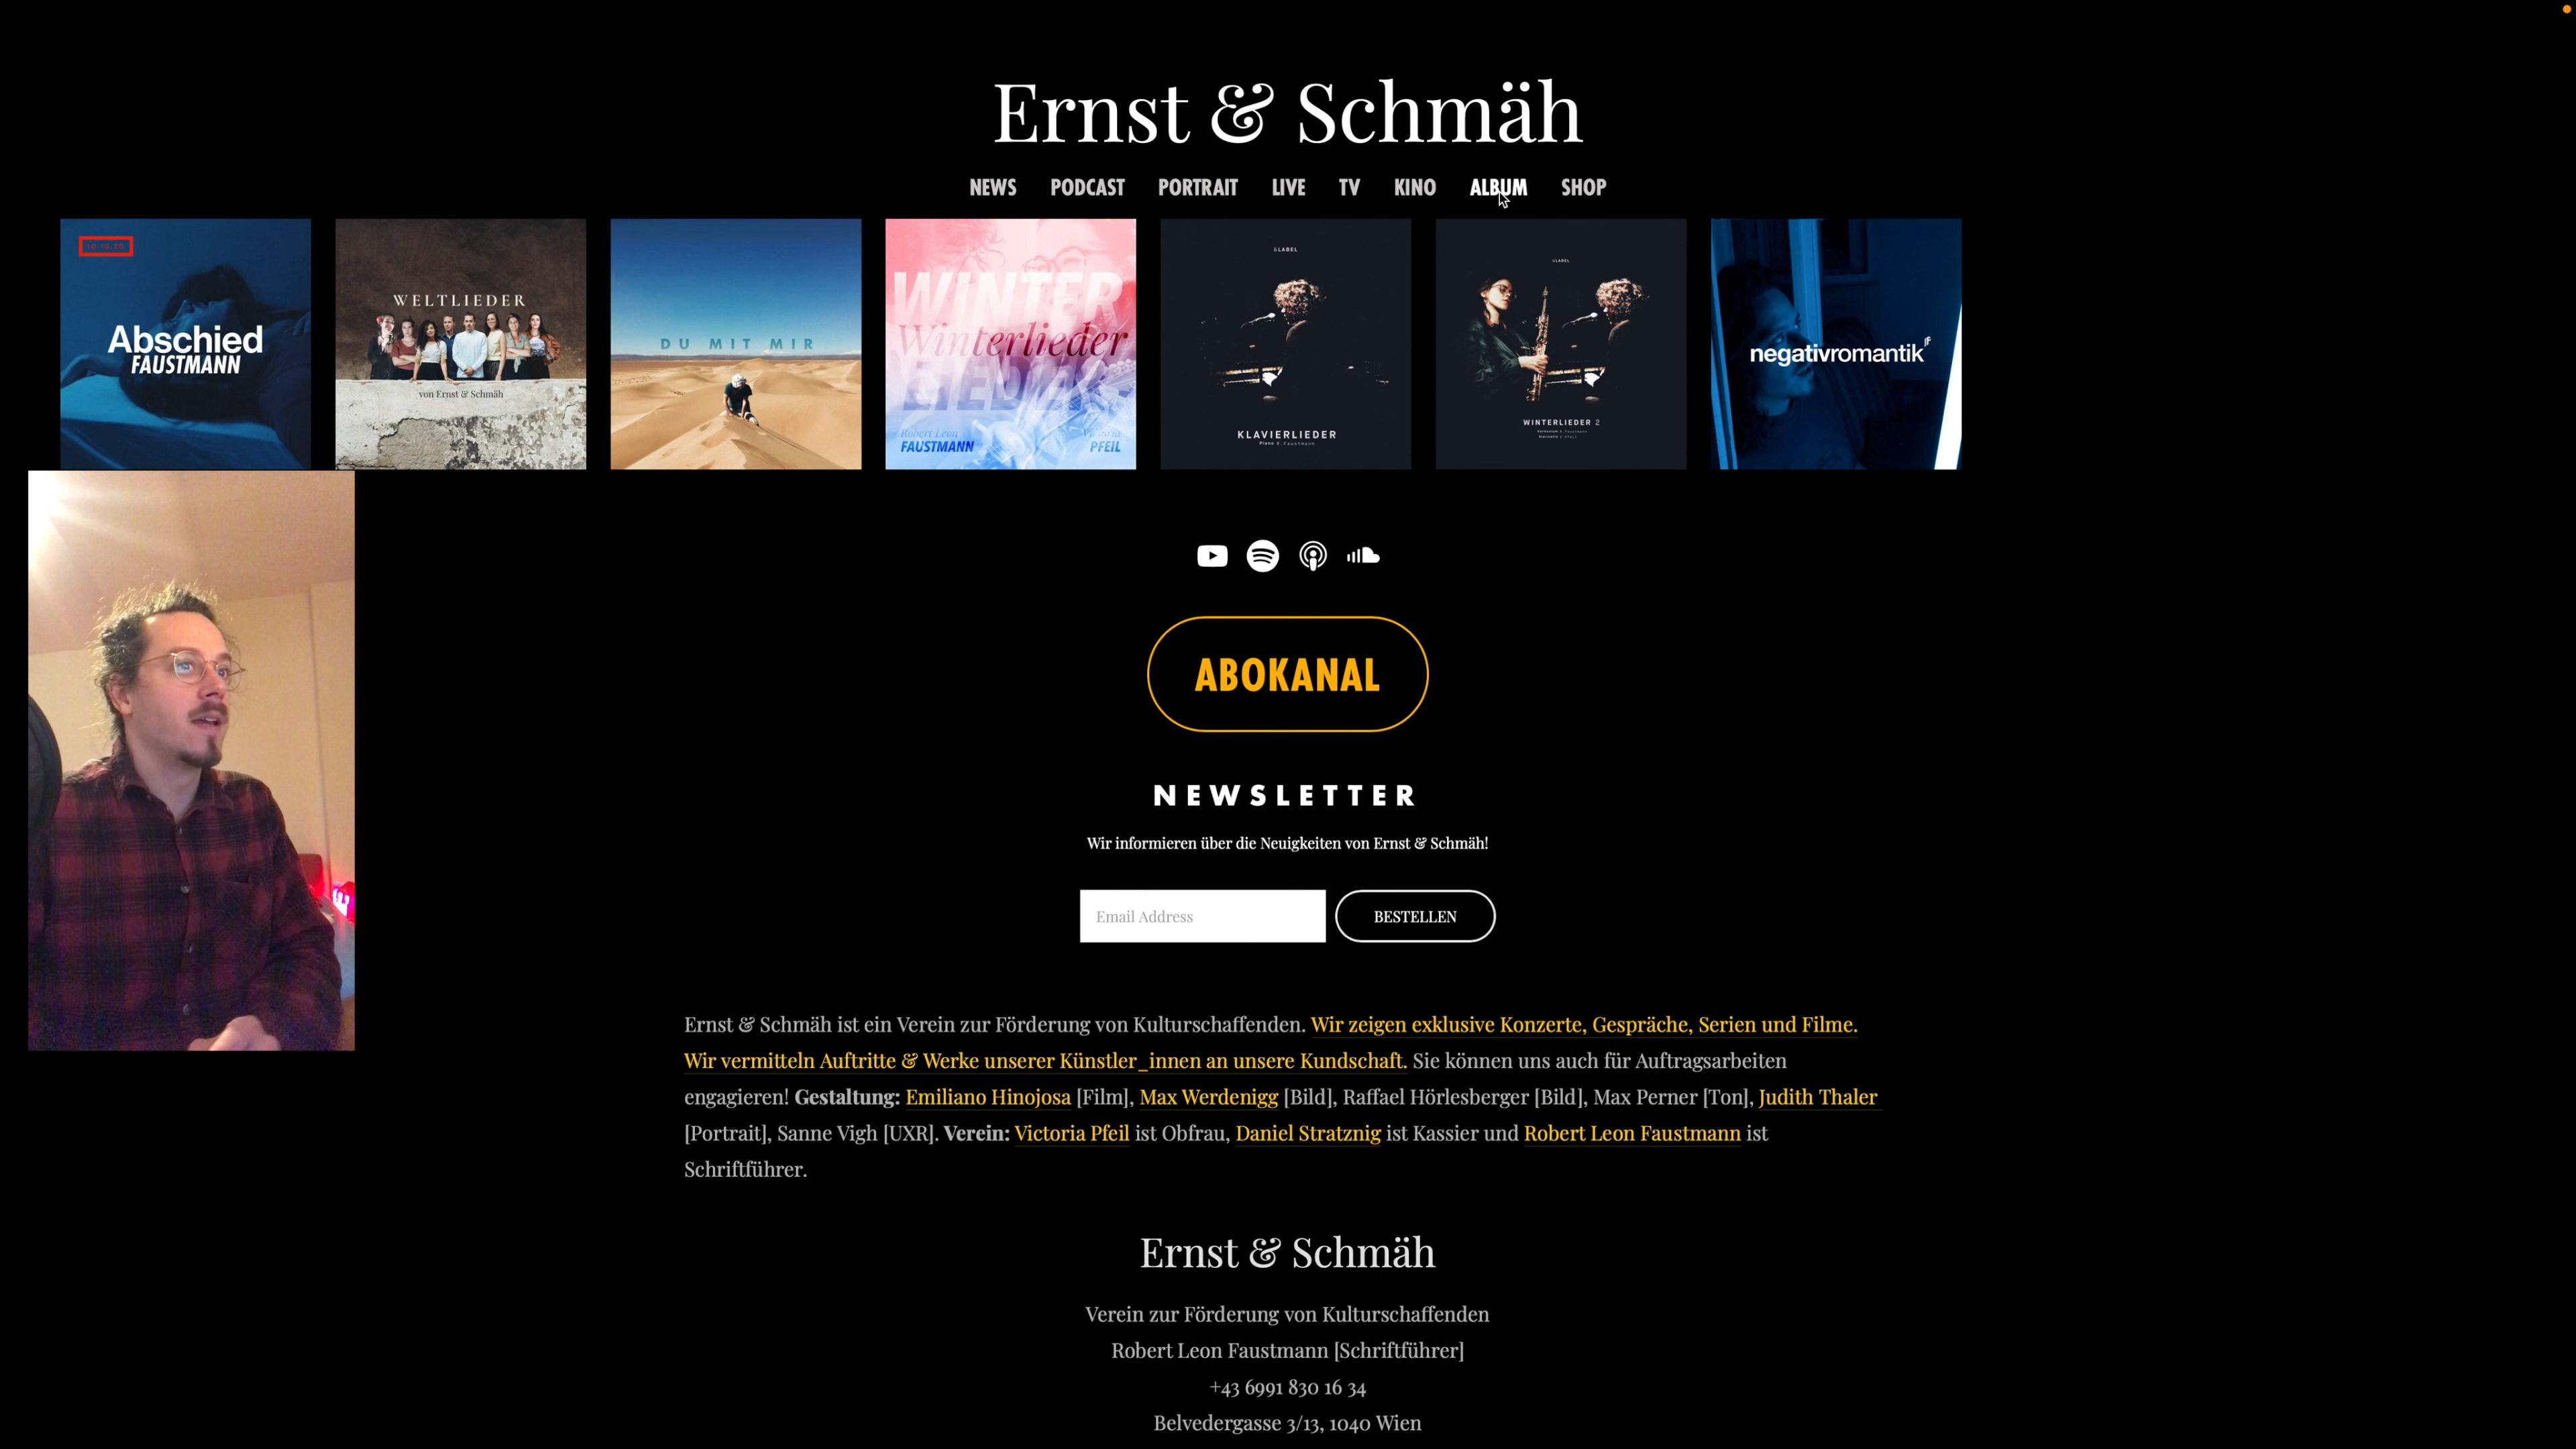 Ernst & Schmäh
NEWS PODCAST PORTRAIT LIVE TV KINO ALBUM SHOP
Abschied
FAUSTMANN
WELTLIEDER
von Ernst & Schmäh
DU MIT MIR
WINTER
Winterlieder
LIEDER
Robert Leon
FAUSTMANN
Victoria
PFEIL
LLABEL
KLAVIERLIEDER
Piano & Faustmann
LLABEL
WINTERLIEDER 2
negativromantik
ABOKANAL
NEWSLETTER
Wir informieren über die Neuigkeiten von Ernst & Schmäh!
Email Address
BESTELLEN
Ernst & Schmäh ist ein Verein zur Förderung von Kulturschaffenden. Wir zeigen exklusive Konzerte, Gespräche, Serien und Filme.
Wir vermitteln Auftritte & Werke unserer Künstler_innen an unsere Kundschaft. Sie können uns auch für Auftragsarbeiten
engagieren! Gestaltung: Emiliano Hinojosa [Film], Max Werdenigg [Bild], Raffael Hörlesberger [Bild], Max Perner [Ton], Judith Thaler
[Portrait], Sanne Vigh [UXR]. Verein: Victoria Pfeil ist Obfrau, Daniel Stratznig ist Kassier und Robert Leon Faustmann ist
Schriftführer.
Ernst & Schmäh
Verein zur Förderung von Kulturschaffenden
Robert Leon Faustmann [Schriftführer]
+43 6991 830 16 34
Belvedergasse 3/13, 1040 Wien